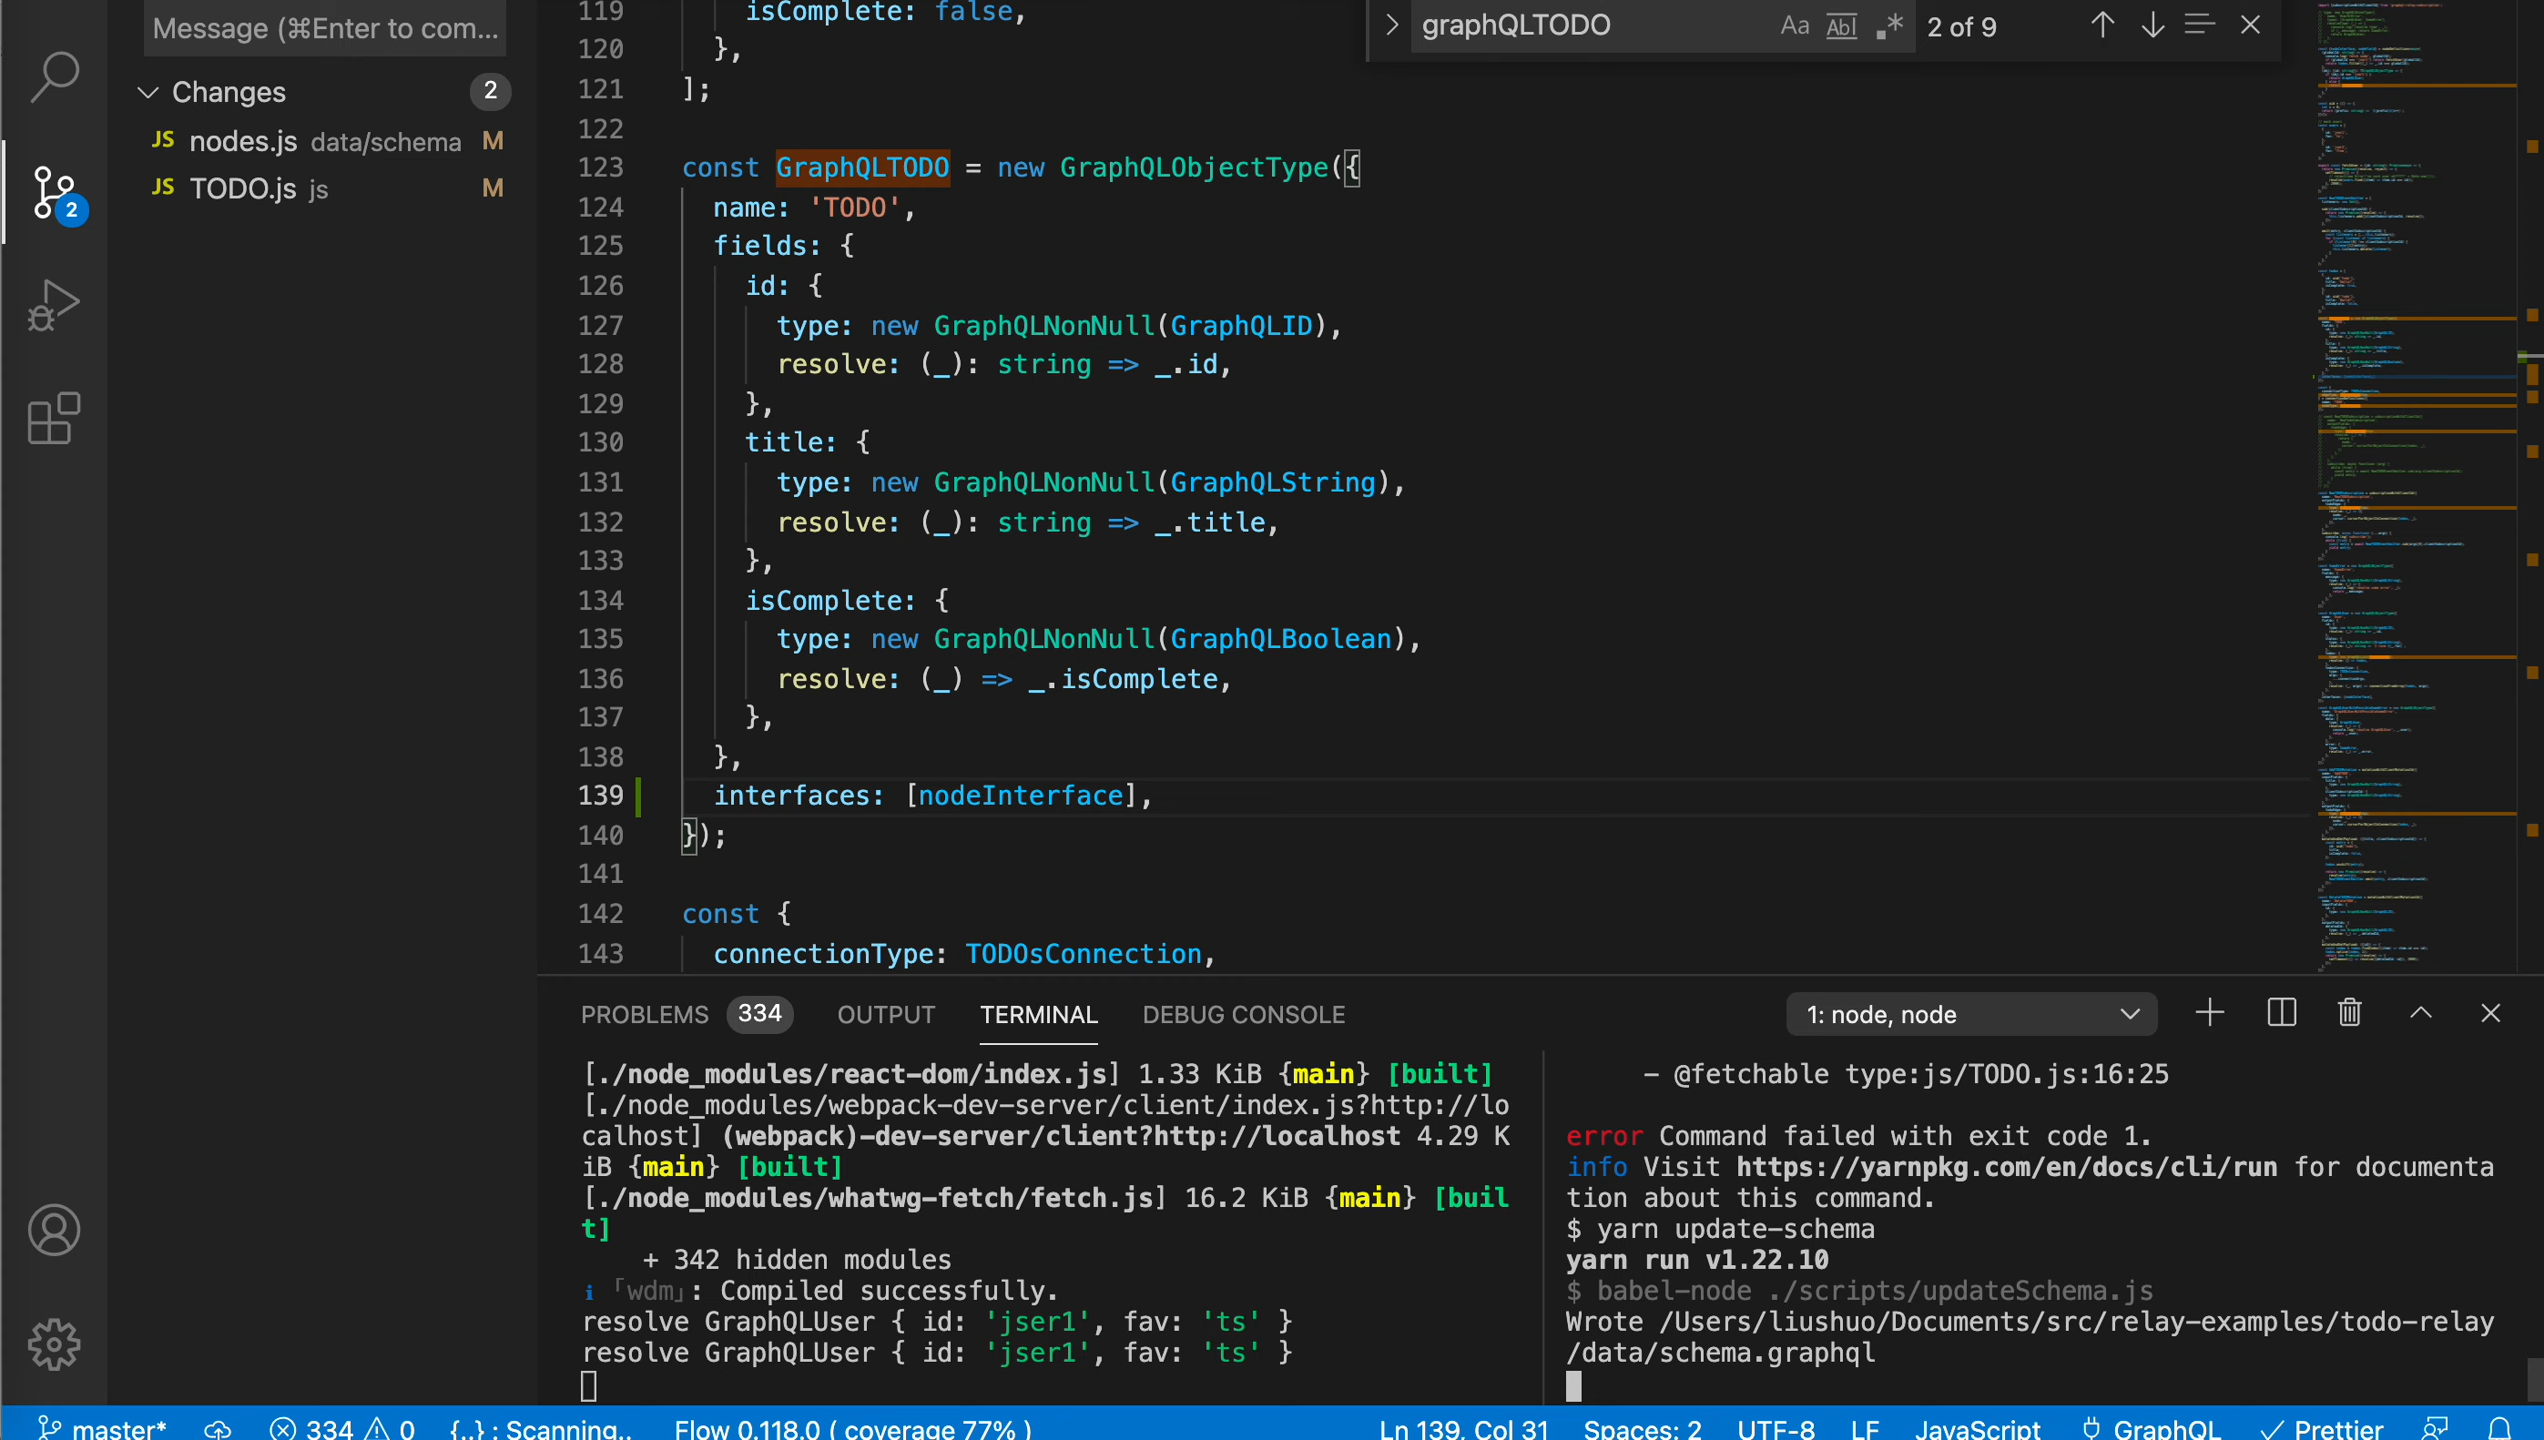 Message (⌘Enter to com...
Changes 2
JS nodes.js data/schema M
JS TODO.js js M
2
graphQLTODO Aa Abl .* 2 of 9
119 isComplete: false,
120 },
121 ];
122
123 const GraphQLTODO = new GraphQLObjectType({
124 name: 'TODO',
125 fields: {
126 id: {
127 type: new GraphQLNonNull(GraphQLID),
128 resolve: (_): string => _.id,
129 },
130 title: {
131 type: new GraphQLNonNull(GraphQLString),
132 resolve: (_): string => _.title,
133 },
134 isComplete: {
135 type: new GraphQLNonNull(GraphQLBoolean),
136 resolve: (_) => _.isComplete,
137 },
138 },
139 interfaces: [nodeInterface],
140 });
141
142 const {
143 connectionType: TODOsConnection,
PROBLEMS 334 OUTPUT TERMINAL DEBUG CONSOLE 1: node, node
[./node_modules/react-dom/index.js] 1.33 KiB {main} [built]
[./node_modules/webpack-dev-server/client/index.js?http://lo
calhost] (webpack)-dev-server/client?http://localhost 4.29 K
iB {main} [built]
[./node_modules/whatwg-fetch/fetch.js] 16.2 KiB {main} [buil
t]
+ 342 hidden modules
ℹ 「wdm」: Compiled successfully.
resolve GraphQLUser { id: 'jser1', fav: 'ts' }
resolve GraphQLUser { id: 'jser1', fav: 'ts' }
- @fetchable type:js/TODO.js:16:25
error Command failed with exit code 1.
info Visit https://yarnpkg.com/en/docs/cli/run for documenta
tion about this command.
$ yarn update-schema
yarn run v1.22.10
$ babel-node ./scripts/updateSchema.js
Wrote /Users/liushuo/Documents/src/relay-examples/todo-relay
/data/schema.graphql
master* 334 0 {..} : Scanning.. Flow 0.118.0 ( coverage 77% ) Ln 139, Col 31 Spaces: 2 UTF-8 LF JavaScript GraphQL Prettier